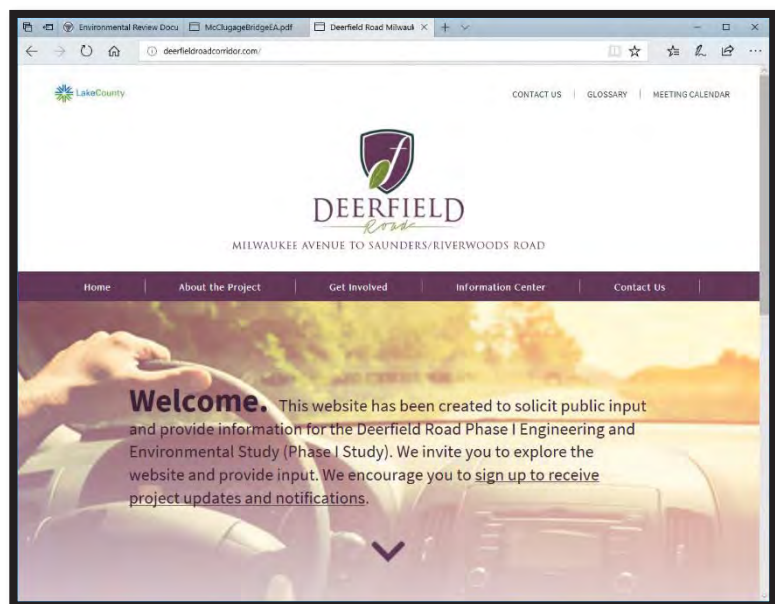 Environmental Review Docu
McClugageBridgeEA.pdf
Deerfield Road Milwauk
deerfieldroadcorridor.com/
LakeCounty
CONTACT US | GLOSSARY | MEETING CALENDAR
DEERFIELD
Road
MILWAUKEE AVENUE TO SAUNDERS/RIVERWOODS ROAD
Home | About the Project | Get Involved | Information Center | Contact Us |
Welcome. This website has been created to solicit public input
and provide information for the Deerfield Road Phase I Engineering and
Environmental Study (Phase I Study). We invite you to explore the
website and provide input. We encourage you to sign up to receive
project updates and notifications.